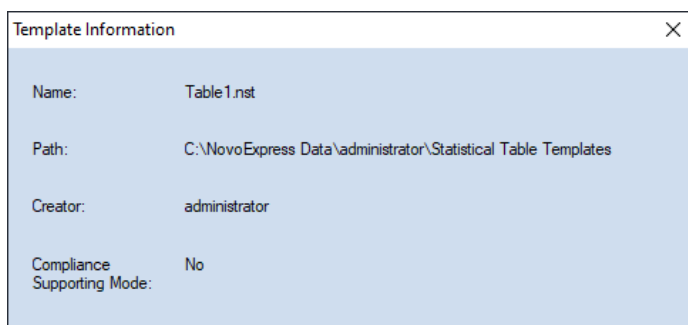 Template Information
Name: Table1.nst
Path: C:\NovoExpress Data\administrator\Statistical Table Templates
Creator: administrator
Compliance No
Supporting Mode: